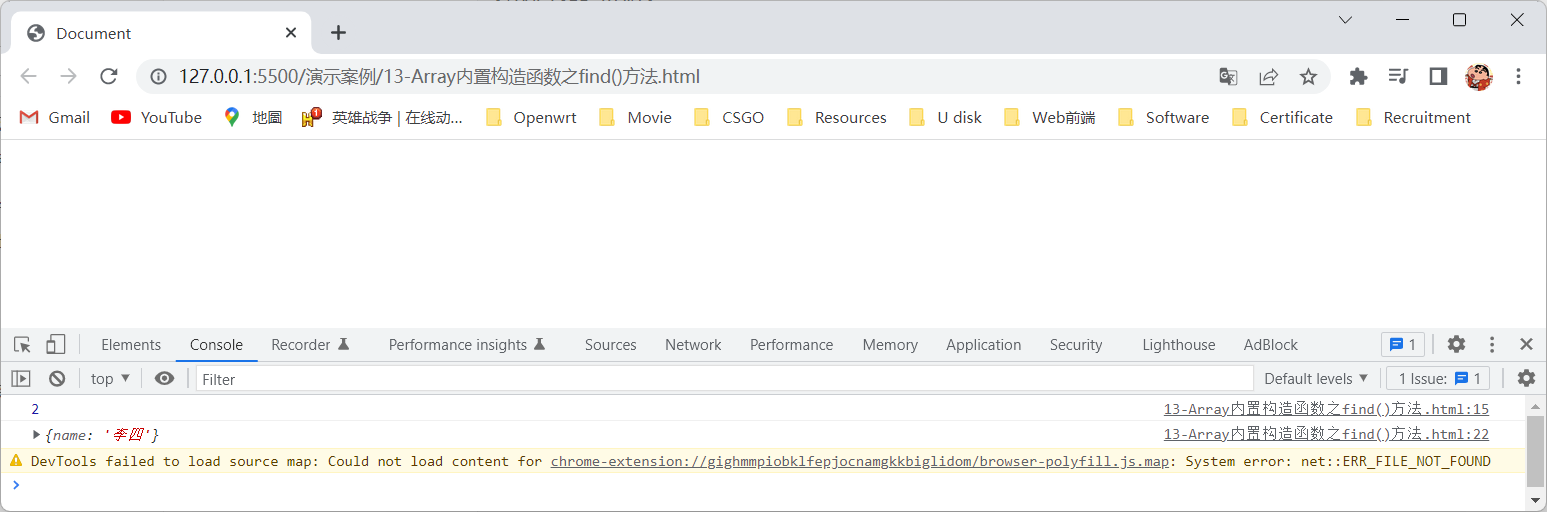 Document
127.0.0.1:5500/演示案例/13-Array内置构造函数之find()方法.html
Gmail YouTube 地圖 英雄战争 | 在线动... Openwrt Movie CSGO Resources U disk Web前端 Software Certificate Recruitment
Elements Console Recorder Performance insights Sources Network Performance Memory Application Security Lighthouse AdBlock 1
top Filter Default levels 1 Issue: 1
2 13-Array内置构造函数之find()方法.html:15
{name: '李四'} 13-Array内置构造函数之find()方法.html:22
DevTools failed to load source map: Could not load content for chrome-extension://gighmmpiobklfepjocnamgkkbiglidom/browser-polyfill.js.map: System error: net::ERR_FILE_NOT_FOUND